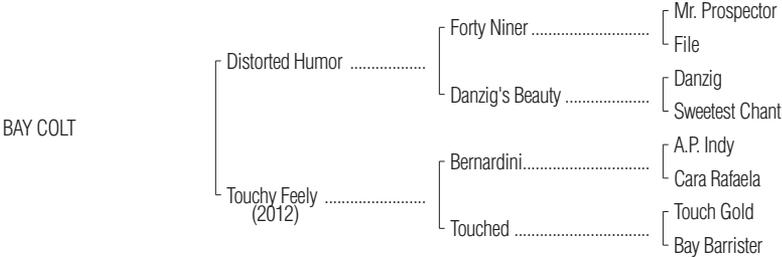 Mr. Prospector
Forty Niner ............................
File
Distorted Humor ..................
Danzig
Danzig's Beauty ....................
Sweetest Chant
BAY COLT
A.P. Indy
Bernardini..............................
Cara Rafaela
Touchy Feely ........................
(2012)
Touch Gold
Touched ................................
Bay Barrister